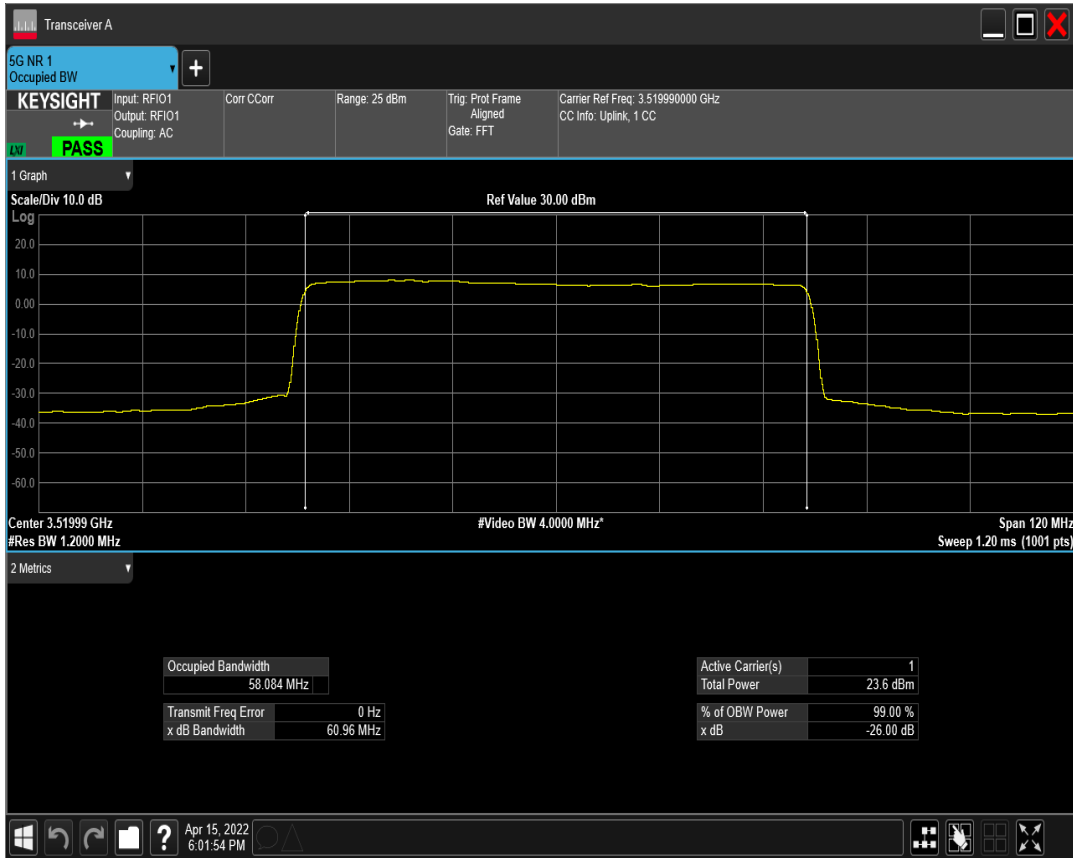 Transceiver A
5G NR 1
Occupied BW
KEYSIGHT
LXI
PASS
Input: RFIO1
Output: RFIO1
Coupling: AC
Corr CCorr
Range: 25 dBm
Trig: Prot Frame
Aligned
Gate: FFT
Carrier Ref Freq: 3.519990000 GHz
CC Info: Uplink, 1 CC
1 Graph
Scale/Div 10.0 dB
Ref Value 30.00 dBm
Log
20.0
10.0
0.00
-10.0
-20.0
-30.0
-40.0
-50.0
-60.0
Center 3.51999 GHz
#Video BW 4.0000 MHz*
Span 120 MHz
#Res BW 1.2000 MHz
Sweep 1.20 ms (1001 pts)
2 Metrics
Occupied Bandwidth
58.084 MHz
Transmit Freq Error 0 Hz
x dB Bandwidth 60.96 MHz
Active Carrier(s) 1
Total Power 23.6 dBm
% of OBW Power 99.00 %
x dB -26.00 dB
?
Apr 15, 2022
6:01:54 PM